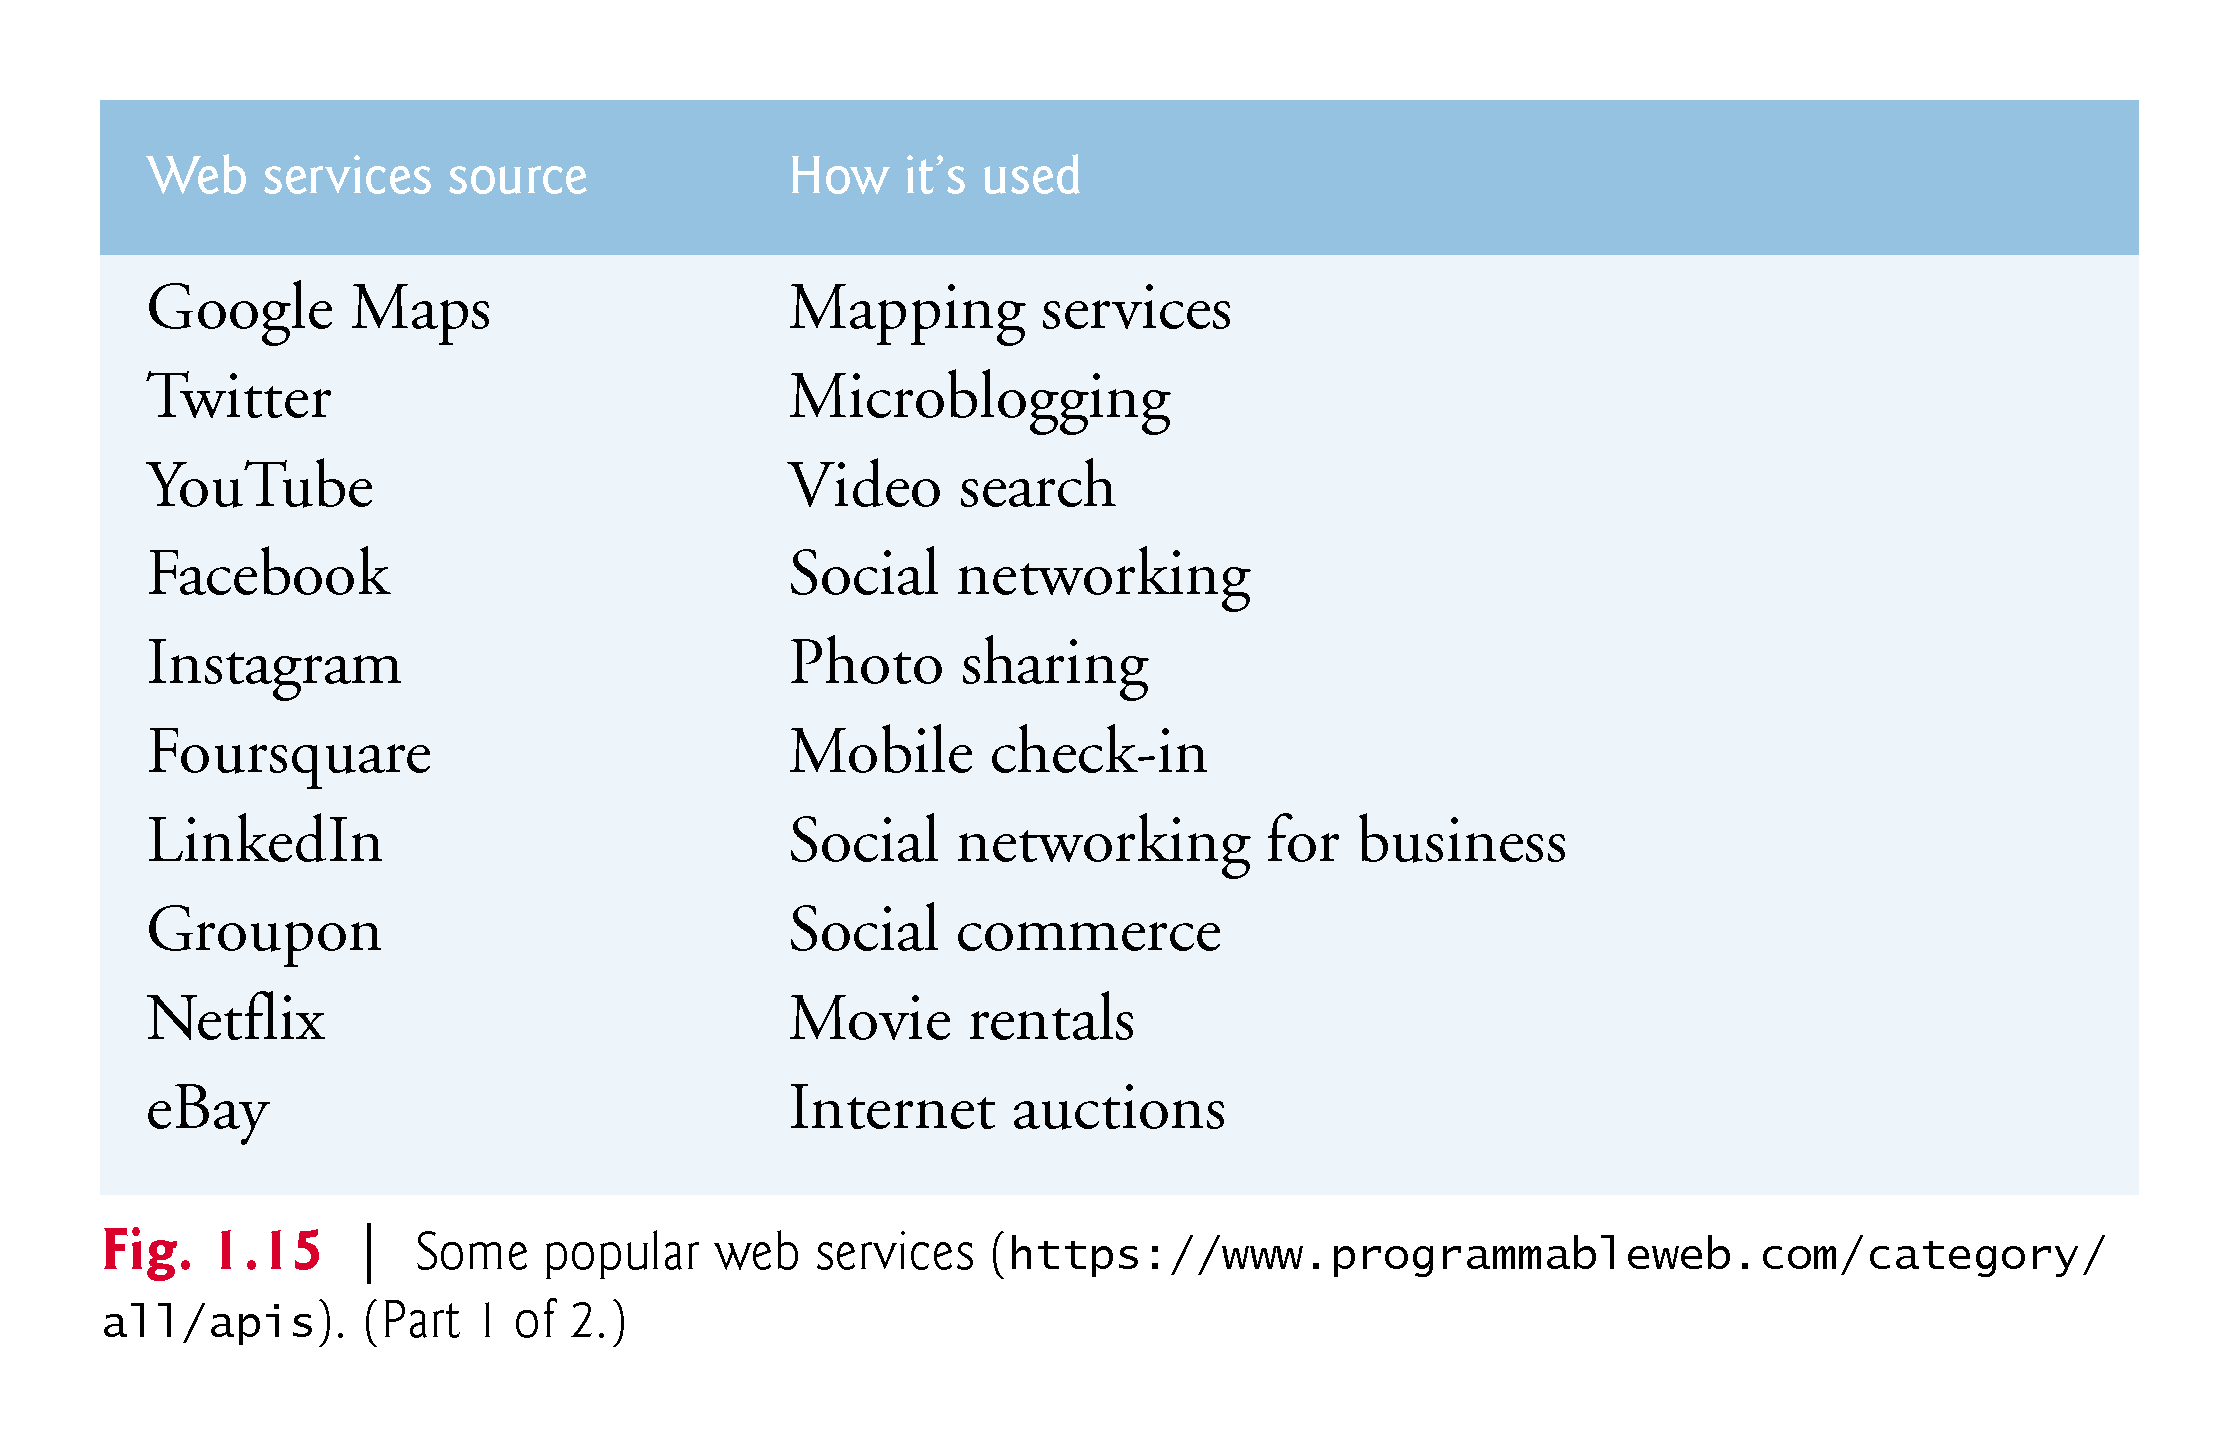 Web services source How it’s used
Google Maps Mapping services
Twitter Microblogging
YouTube Video search
Facebook Social networking
Instagram Photo sharing
Foursquare Mobile check-in
LinkedIn Social networking for business
Groupon Social commerce
Netflix Movie rentals
eBay Internet auctions
Fig. 1.15 | Some popular web services (https://www.programmableweb.com/category/
all/apis). (Part 1 of 2.)